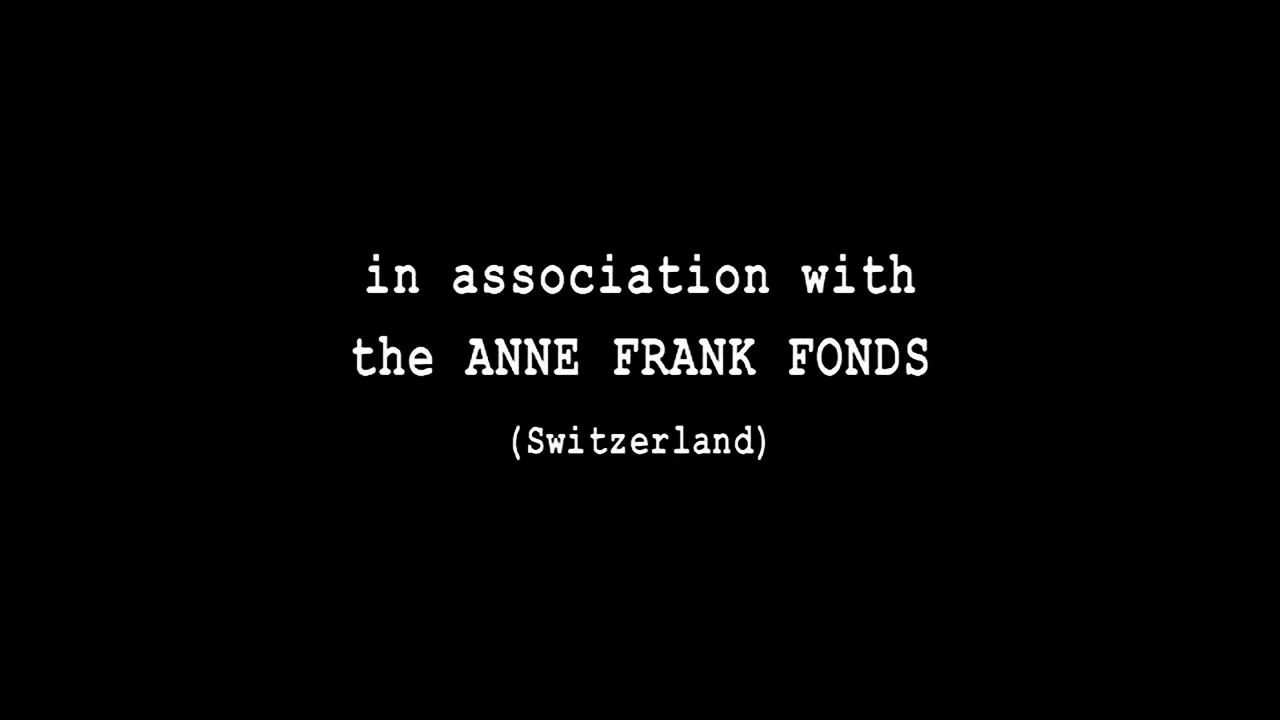 in association with
the ANNE FRANK FONDS
(Switzerland)